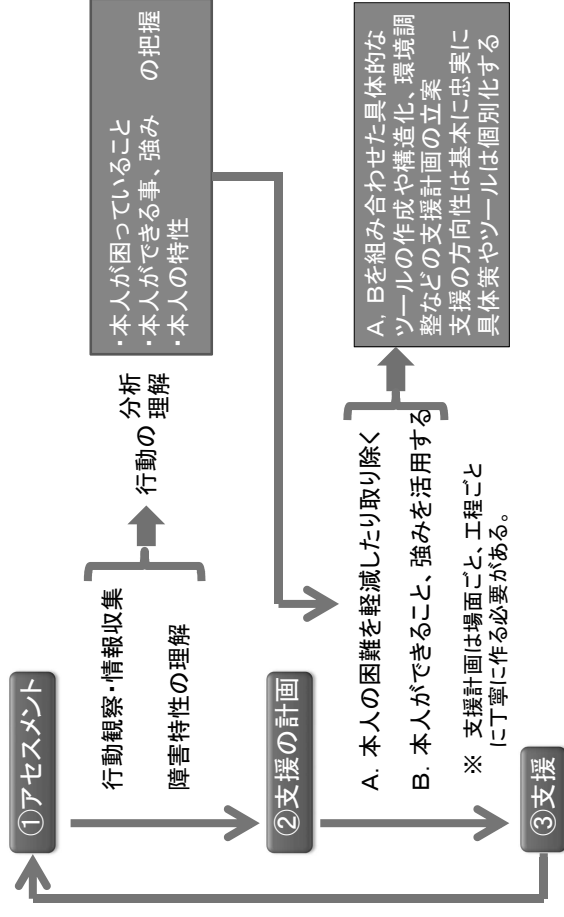 ①アセスメント
行動観察・情報収集
障害特性の理解
行動の 分析
理解
・本人が困っていること
・本人ができる事、強み　の把握
・本人の特性
②支援の計画
A. 本人の困難を軽減したり取り除く
B. 本人ができること、強みを活用する
※ 支援計画は場面ごと、工程ごと
に丁寧に作る必要がある。
A, Bを組み合わせた具体的な
ツールの作成や構造化、環境調
整などの支援計画の立案
支援の方向性は基本に忠実に
具体策やツールは個別化する
③支援